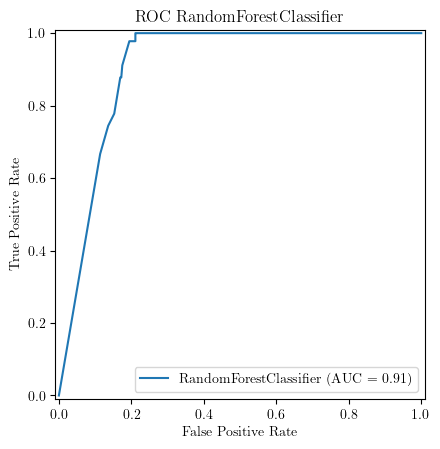 ROC RandomForestClassifier
True Positive Rate
1.0
0.8
0.6
0.4
0.2
0.0
RandomForestClassifier (AUC = 0.91)
0.0 0.2 0.4 0.6 0.8 1.0
False Positive Rate